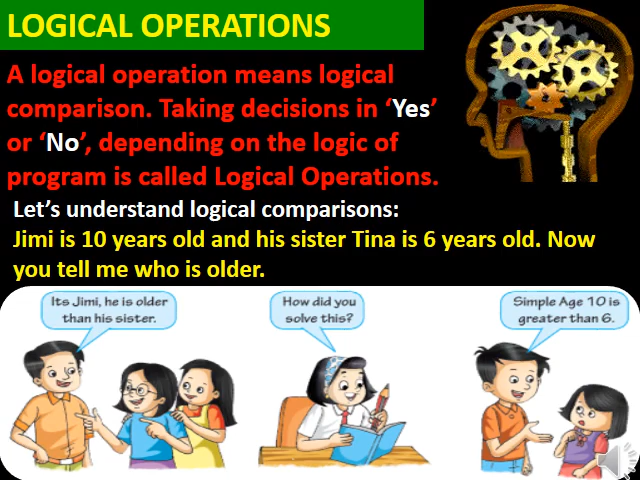 LOGICAL OPERATIONS
A logical operation means logical
comparison. Taking decisions in ‘Yes’
or ‘No’, depending on the logic of
program is called Logical Operations.
Let’s understand logical comparisons:
Jimi is 10 years old and his sister Tina is 6 years old. Now
you tell me who is older.
Its Jimi, he is older
than his sister.
How did you
solve this?
Simple Age 10 is
greater than 6.